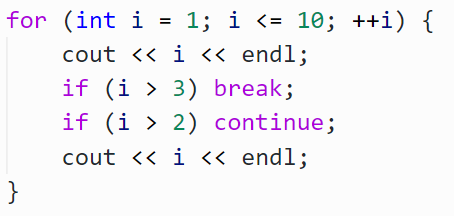 for (int i = 1; i <= 10; ++i) {
    cout << i << endl;
    if (i > 3) break;
    if (i > 2) continue;
    cout << i << endl;
}